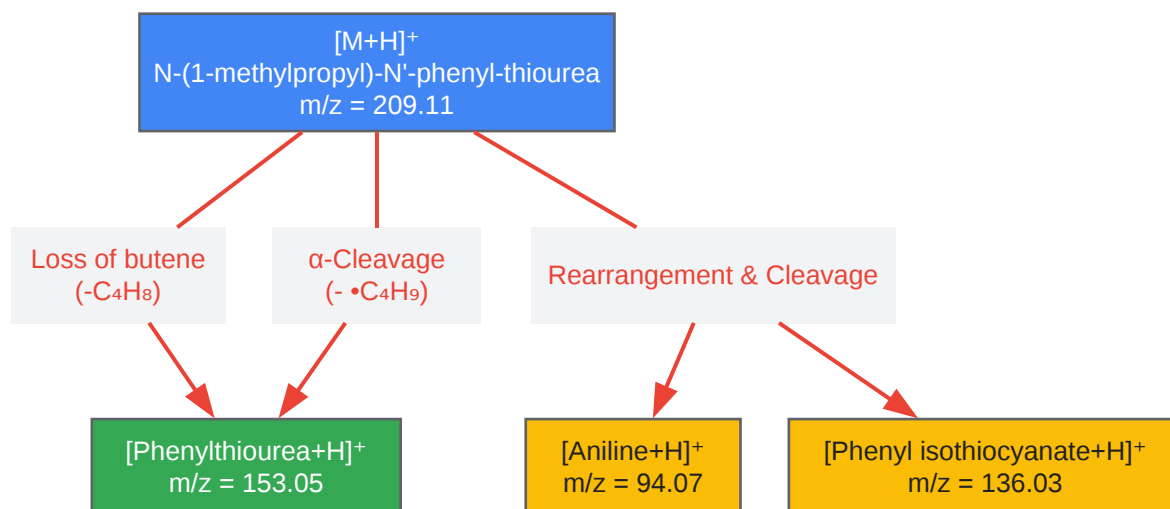 [M+H]⁺
N-(1-methylpropyl)-N'-phenyl-thiourea
m/z = 209.11
Loss of butene
(-C₄H₈)
α-Cleavage
(- •C₄H₉)
Rearrangement & Cleavage
[Phenylthiourea+H]⁺
m/z = 153.05
[Aniline+H]⁺
m/z = 94.07
[Phenyl isothiocyanate+H]⁺
m/z = 136.03